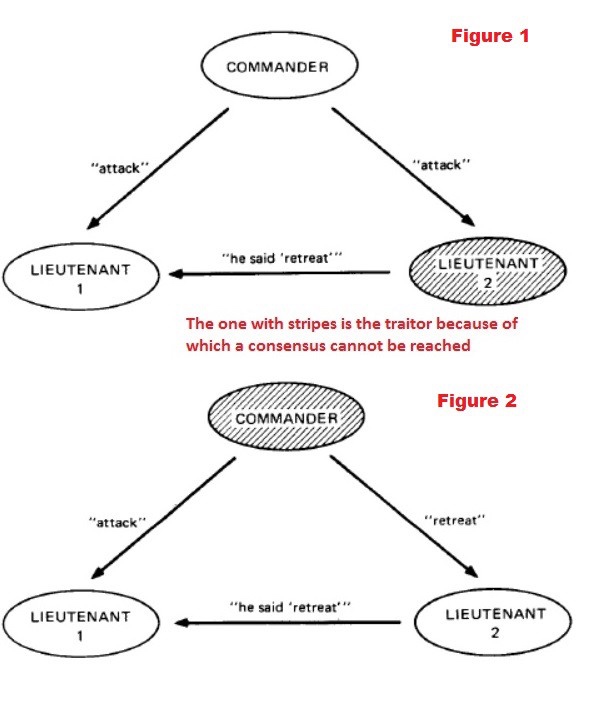 Figure 1
COMMANDER
"attack"
"attack"
LIEUTENANT
1
"he said 'retreat'"
LIEUTENANT
2
The one with stripes is the traitor because of
which a consensus cannot be reached
Figure 2
COMMANDER
"attack"
"retreat"
LIEUTENANT
1
"he said 'retreat'"
LIEUTENANT
2